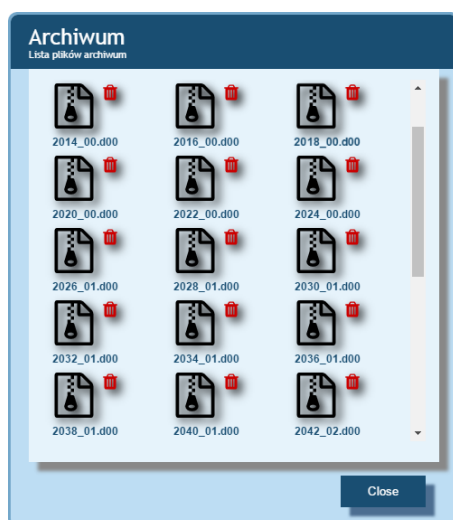 Archiwum
Lista plików archiwum
2014_00.d00 2016_00.d00 2018_00.d00
2020_00.d00 2022_00.d00 2024_00.d00
2026_01.d00 2028_01.d00 2030_01.d00
2032_01.d00 2034_01.d00 2036_01.d00
2038_01.d00 2040_01.d00 2042_02.d00
Close